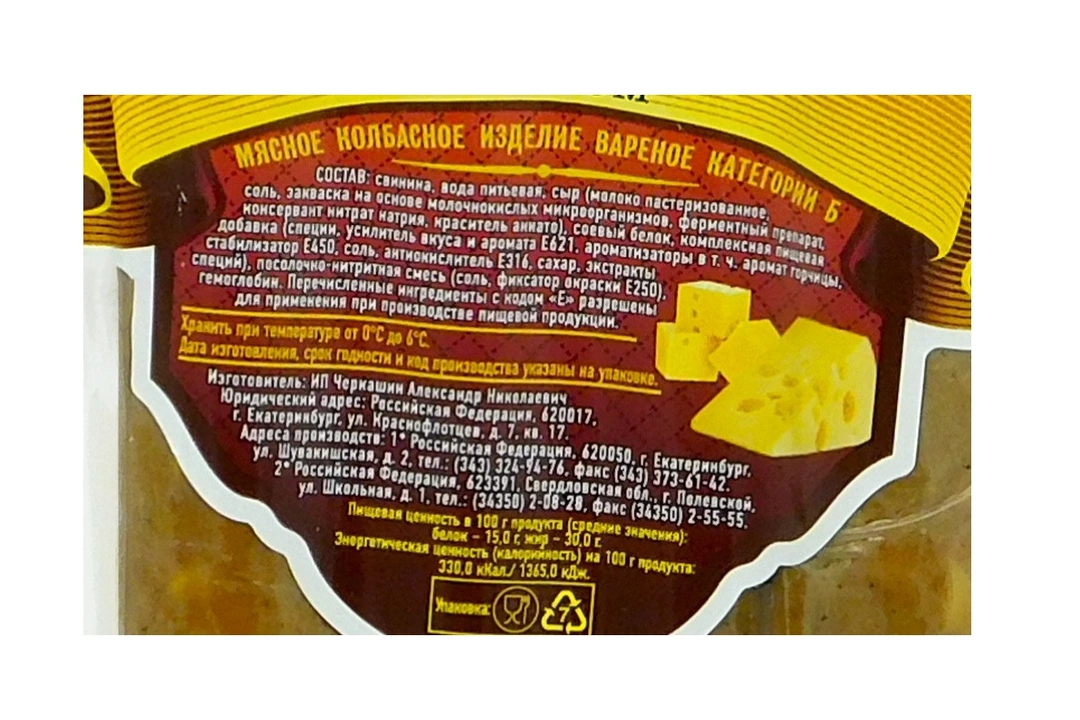 МЯСНОЕ КОЛБАСНОЕ ИЗДЕЛИЕ ВАРЕНОЕ КАТЕГОРИИ Б
СОСТАВ: свинина, вода питьевая, сыр (молоко пастеризованное,
соль, закваска на основе молочнокислых микроорганизмов, ферментный препарат,
консервант нитрат натрия, краситель аннато), соевый белок, комплексная пищевая
добавка (специи, усилитель вкуса и аромата Е621, ароматизаторы в т. ч. аромат горчицы,
стабилизатор Е450, соль, антиокислитель Е316, сахар, экстракты
специй), посолочно-нитритная смесь (соль, фиксатор окраски Е250),
гемоглобин. Перечисленные ингредиенты с кодом «Е» разрешены
для применения при производстве пищевой продукции.
Хранить при температуре от 0°С до 6°С.
Дата изготовления, срок годности и код производства указаны на упаковке.
Изготовитель: ИП Черкашин Александр Николаевич
Юридический адрес: Российская Федерация, 620017,
г. Екатеринбург, ул. Краснофлотцев, д. 7, кв. 17.
Адреса производств: 1* Российская Федерация, 620050, г. Екатеринбург,
ул. Шувакишская, д. 2, тел.: (343) 324-94-76, факс (343) 373-61-42.
2* Российская Федерация, 623391, Свердловская обл., г. Полевской,
ул. Школьная, д. 1, тел.: (34350) 2-08-28, факс (34350) 2-55-55.
Пищевая ценность в 100 г продукта (средние значения):
белок – 15,0 г, жир – 30,0 г.
Энергетическая ценность (калорийность) на 100 г продукта:
330,0 кКал./ 1365,0 кДж.
Упаковка:
7